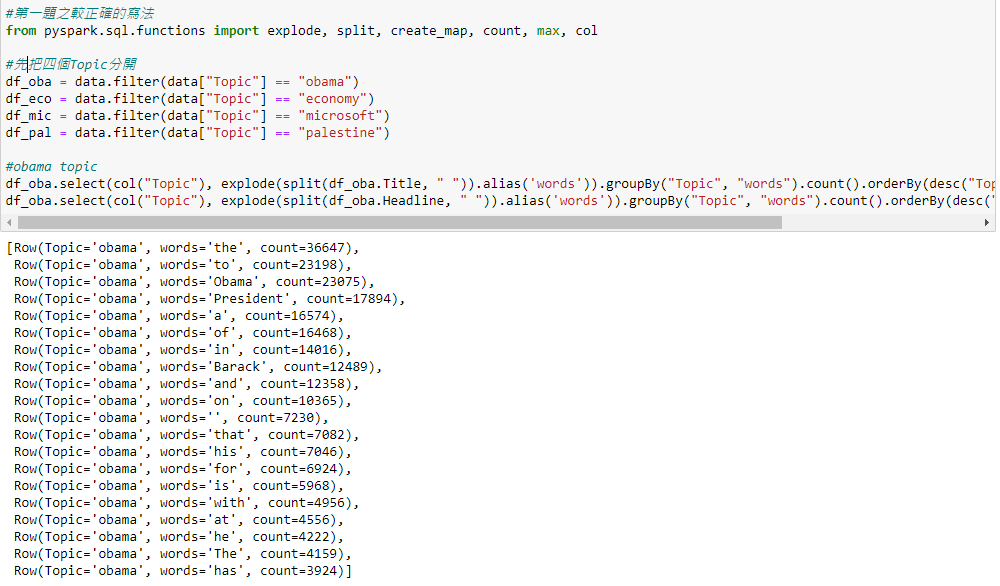 #第一題之較正確的寫法
from pyspark.sql.functions import explode, split, create_map, count, max, col
#先把四個Topic分開
df_oba = data.filter(data["Topic"] == "obama")
df_eco = data.filter(data["Topic"] == "economy")
df_mic = data.filter(data["Topic"] == "microsoft")
df_pal = data.filter(data["Topic"] == "palestine")
#obama topic
df_oba.select(col("Topic"), explode(split(df_oba.Title, " ")).alias('words')).groupBy("Topic", "words").count().orderBy(desc("Top
df_oba.select(col("Topic"), explode(split(df_oba.Headline, " ")).alias('words')).groupBy("Topic", "words").count().orderBy(desc("
[Row(Topic='obama', words='the', count=36647),
Row(Topic='obama', words='to', count=23198),
Row(Topic='obama', words='Obama', count=23075),
Row(Topic='obama', words='President', count=17894),
Row(Topic='obama', words='a', count=16574),
Row(Topic='obama', words='of', count=16468),
Row(Topic='obama', words='in', count=14016),
Row(Topic='obama', words='Barack', count=12489),
Row(Topic='obama', words='and', count=12358),
Row(Topic='obama', words='on', count=10365),
Row(Topic='obama', words='', count=7230),
Row(Topic='obama', words='that', count=7082),
Row(Topic='obama', words='his', count=7046),
Row(Topic='obama', words='for', count=6924),
Row(Topic='obama', words='is', count=5968),
Row(Topic='obama', words='with', count=4956),
Row(Topic='obama', words='at', count=4556),
Row(Topic='obama', words='he', count=4222),
Row(Topic='obama', words='The', count=4159),
Row(Topic='obama', words='has', count=3924)]